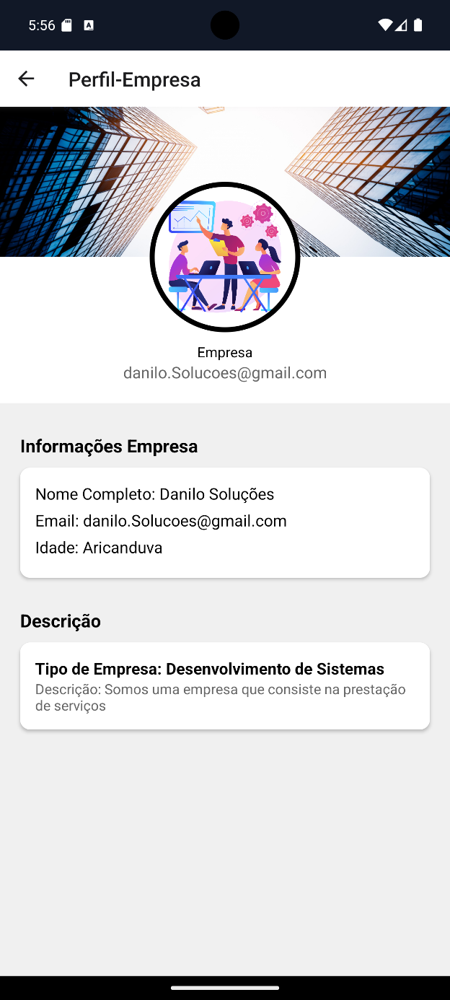 5:56
Perfil-Empresa
Empresa
danilo.Solucoes@gmail.com
Informações Empresa
Nome Completo: Danilo Soluções
Email: danilo.Solucoes@gmail.com
Idade: Aricanduva
Descrição
Tipo de Empresa: Desenvolvimento de Sistemas
Descrição: Somos uma empresa que consiste na prestação
de serviços